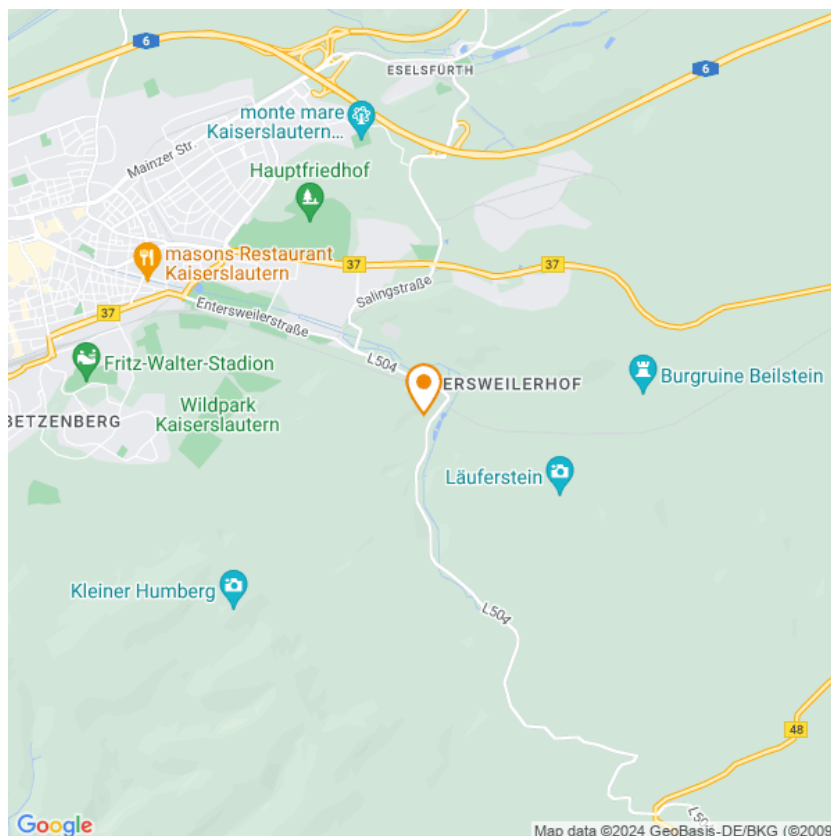 6
ESELSFÜRTH
6
monte mare
Kaiserslautern...
Mainzer Str.
Hauptfriedhof
masons Restaurant
Kaiserslautern
37
37
Salingstraße
37
Entersweilerstraße
L504
Fritz-Walter-Stadion
ERSWEILERHOF
Burgruine Beilstein
Wildpark
Kaiserslautern
BETZENBERG
Läuferstein
Kleiner Humberg
L504
48
L504
Google
Map data ©2024 GeoBasis-DE/BKG (©2009